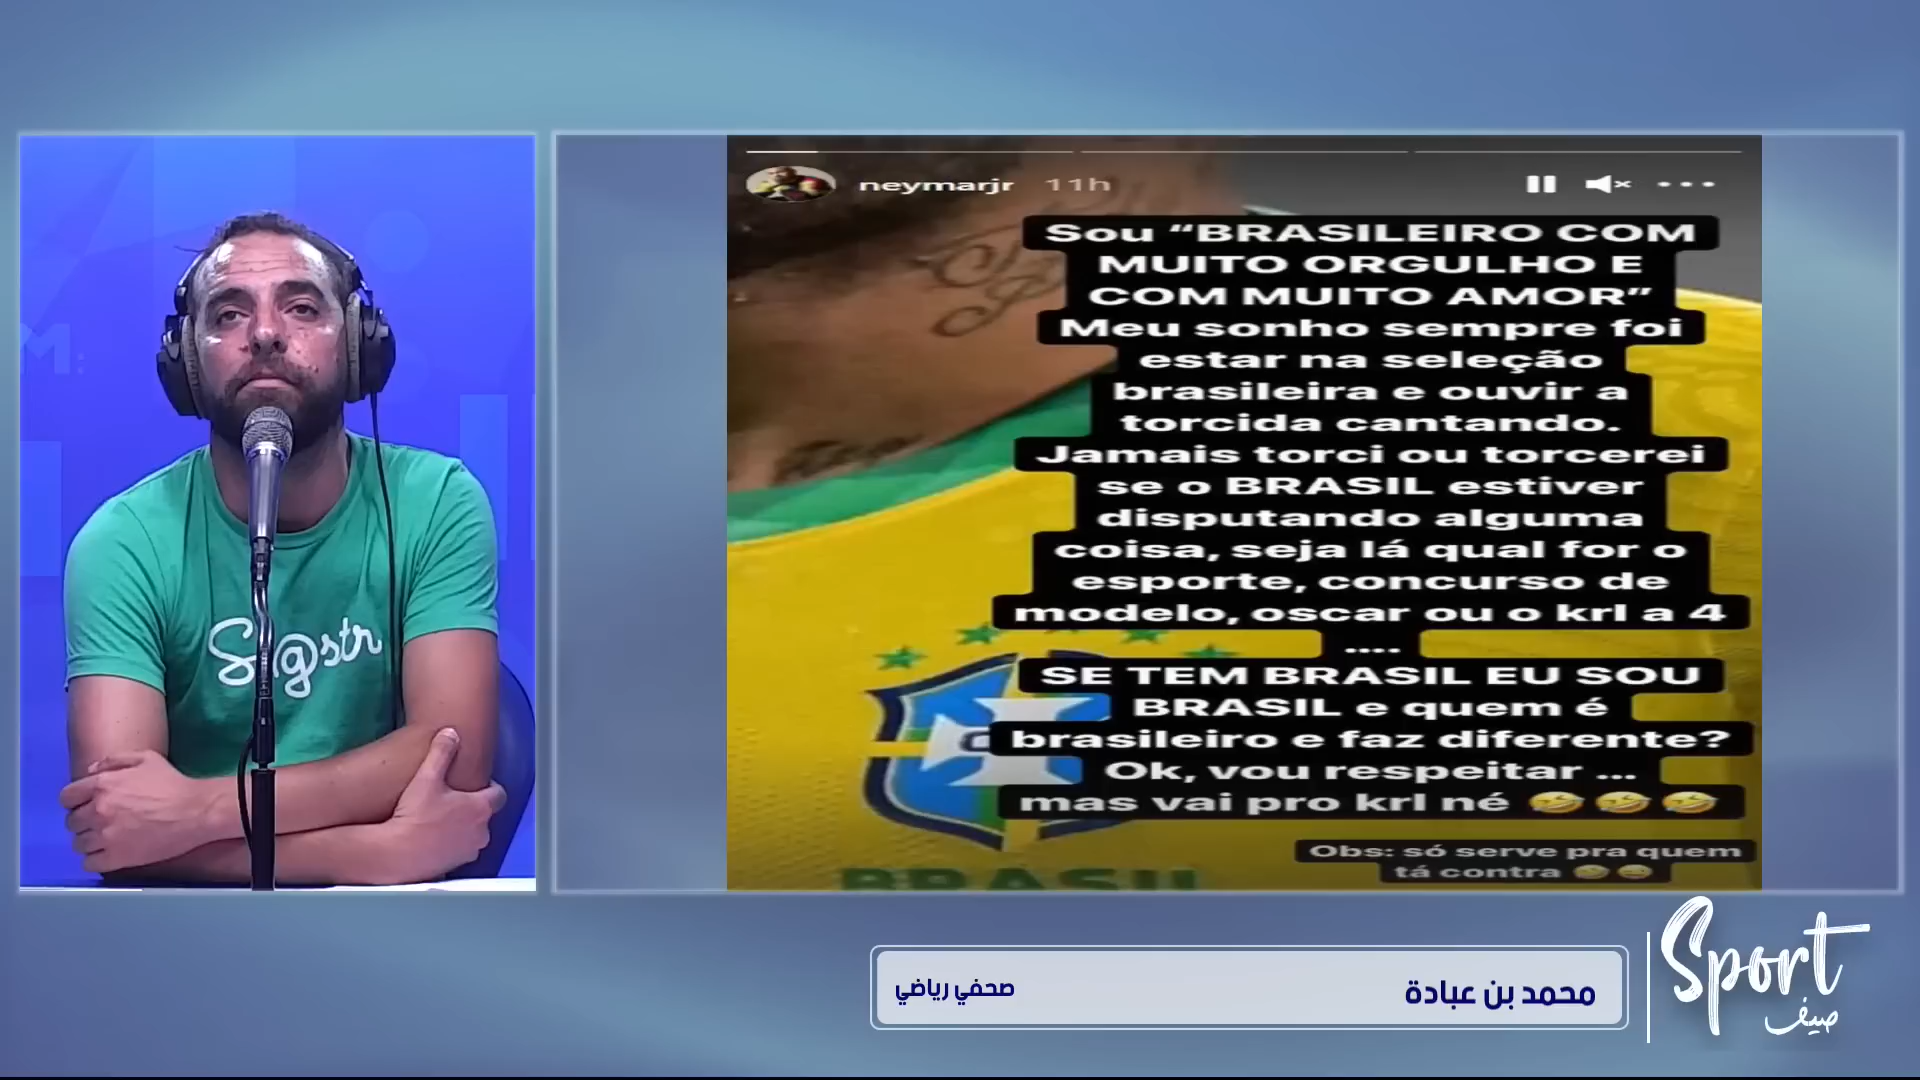 neymarjr 11h
Sou “BRASILEIRO COM
MUITO ORGULHO E
COM MUITO AMOR”
Meu sonho sempre foi
estar na seleção
brasileira e ouvir a
torcida cantando.
Jamais torci ou torcerei
se o BRASIL estiver
disputando alguma
coisa, seja lá qual for o
esporte, concurso de
modelo, oscar ou o krl a 4
....
SE TEM BRASIL EU SOU
BRASIL e quem é
brasileiro e faz diferente?
Ok, vou respeitar ...
mas vai pro krl né 🤣🤣🤣
Obs: só serve pra quem
tá contra
BRASIL
محمد بن عبادة
صحفي رياضي
Sport
صيف